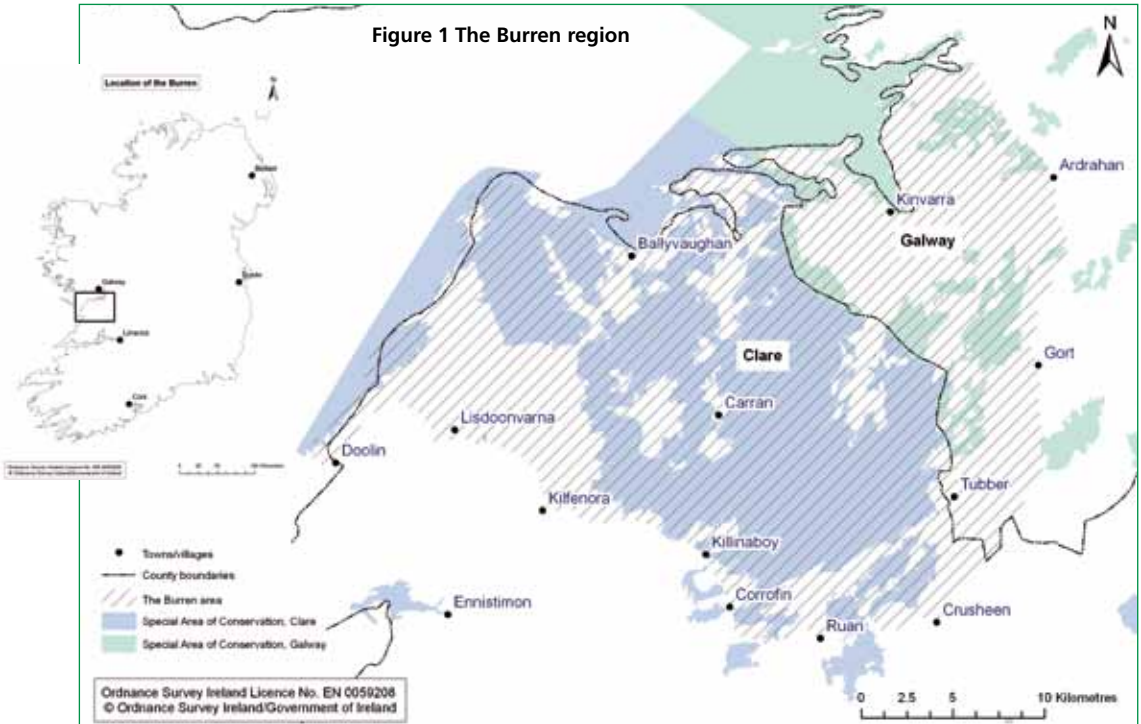 Figure 1 The Burren region
N
Location of the Burren
N
Belfast
Galway
Dublin
Limerick
Cork
Ardrahan
Kinvarra
Galway
Ballyvaughan
Gort
Clare
Carran
Lisdoonvarna
Doolin
Tubber
Kilfenora
Killinaboy
Corrofin
Ennistimon
Crusheen
Ruan
Towns/villages
County boundaries
The Burren area
Special Area of Conservation, Clare
Special Area of Conservation, Galway
Ordnance Survey Ireland Licence No. EN 0059208
© Ordnance Survey Ireland/Government of Ireland
0 2.5 5 10 Kilometres